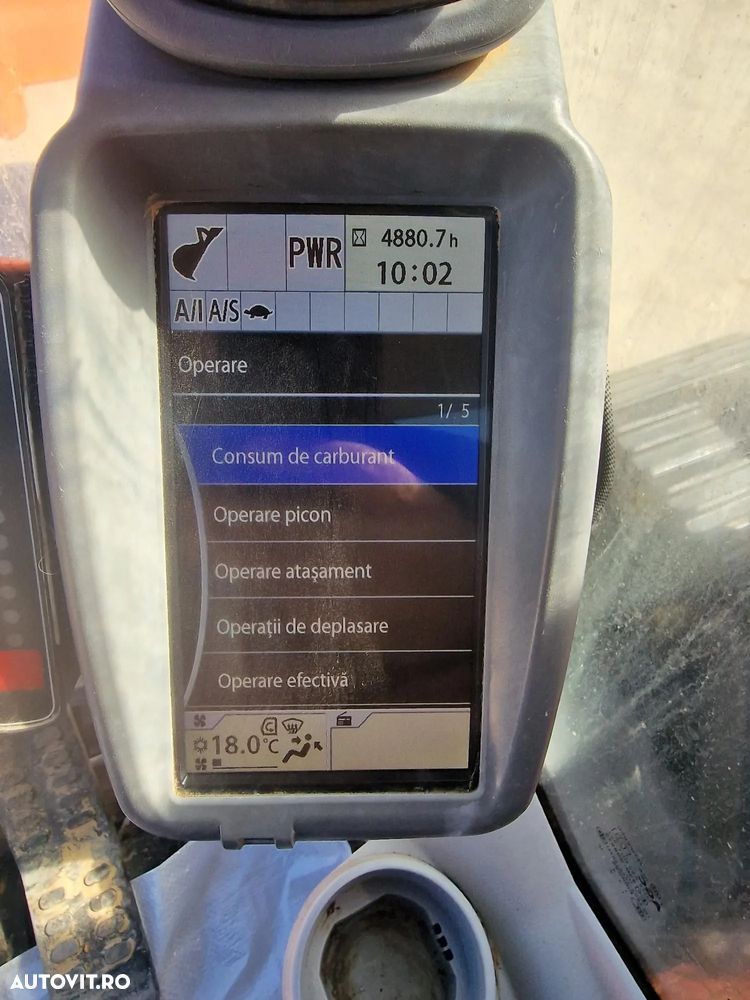 4880.7 h
PWR
10:02
A/I A/S
Operare
1/ 5
Consum de carburant
Operare picon
Operare atașament
Operații de deplasare
Operare efectivă
C
18.0°C
AUTOVIT.RO